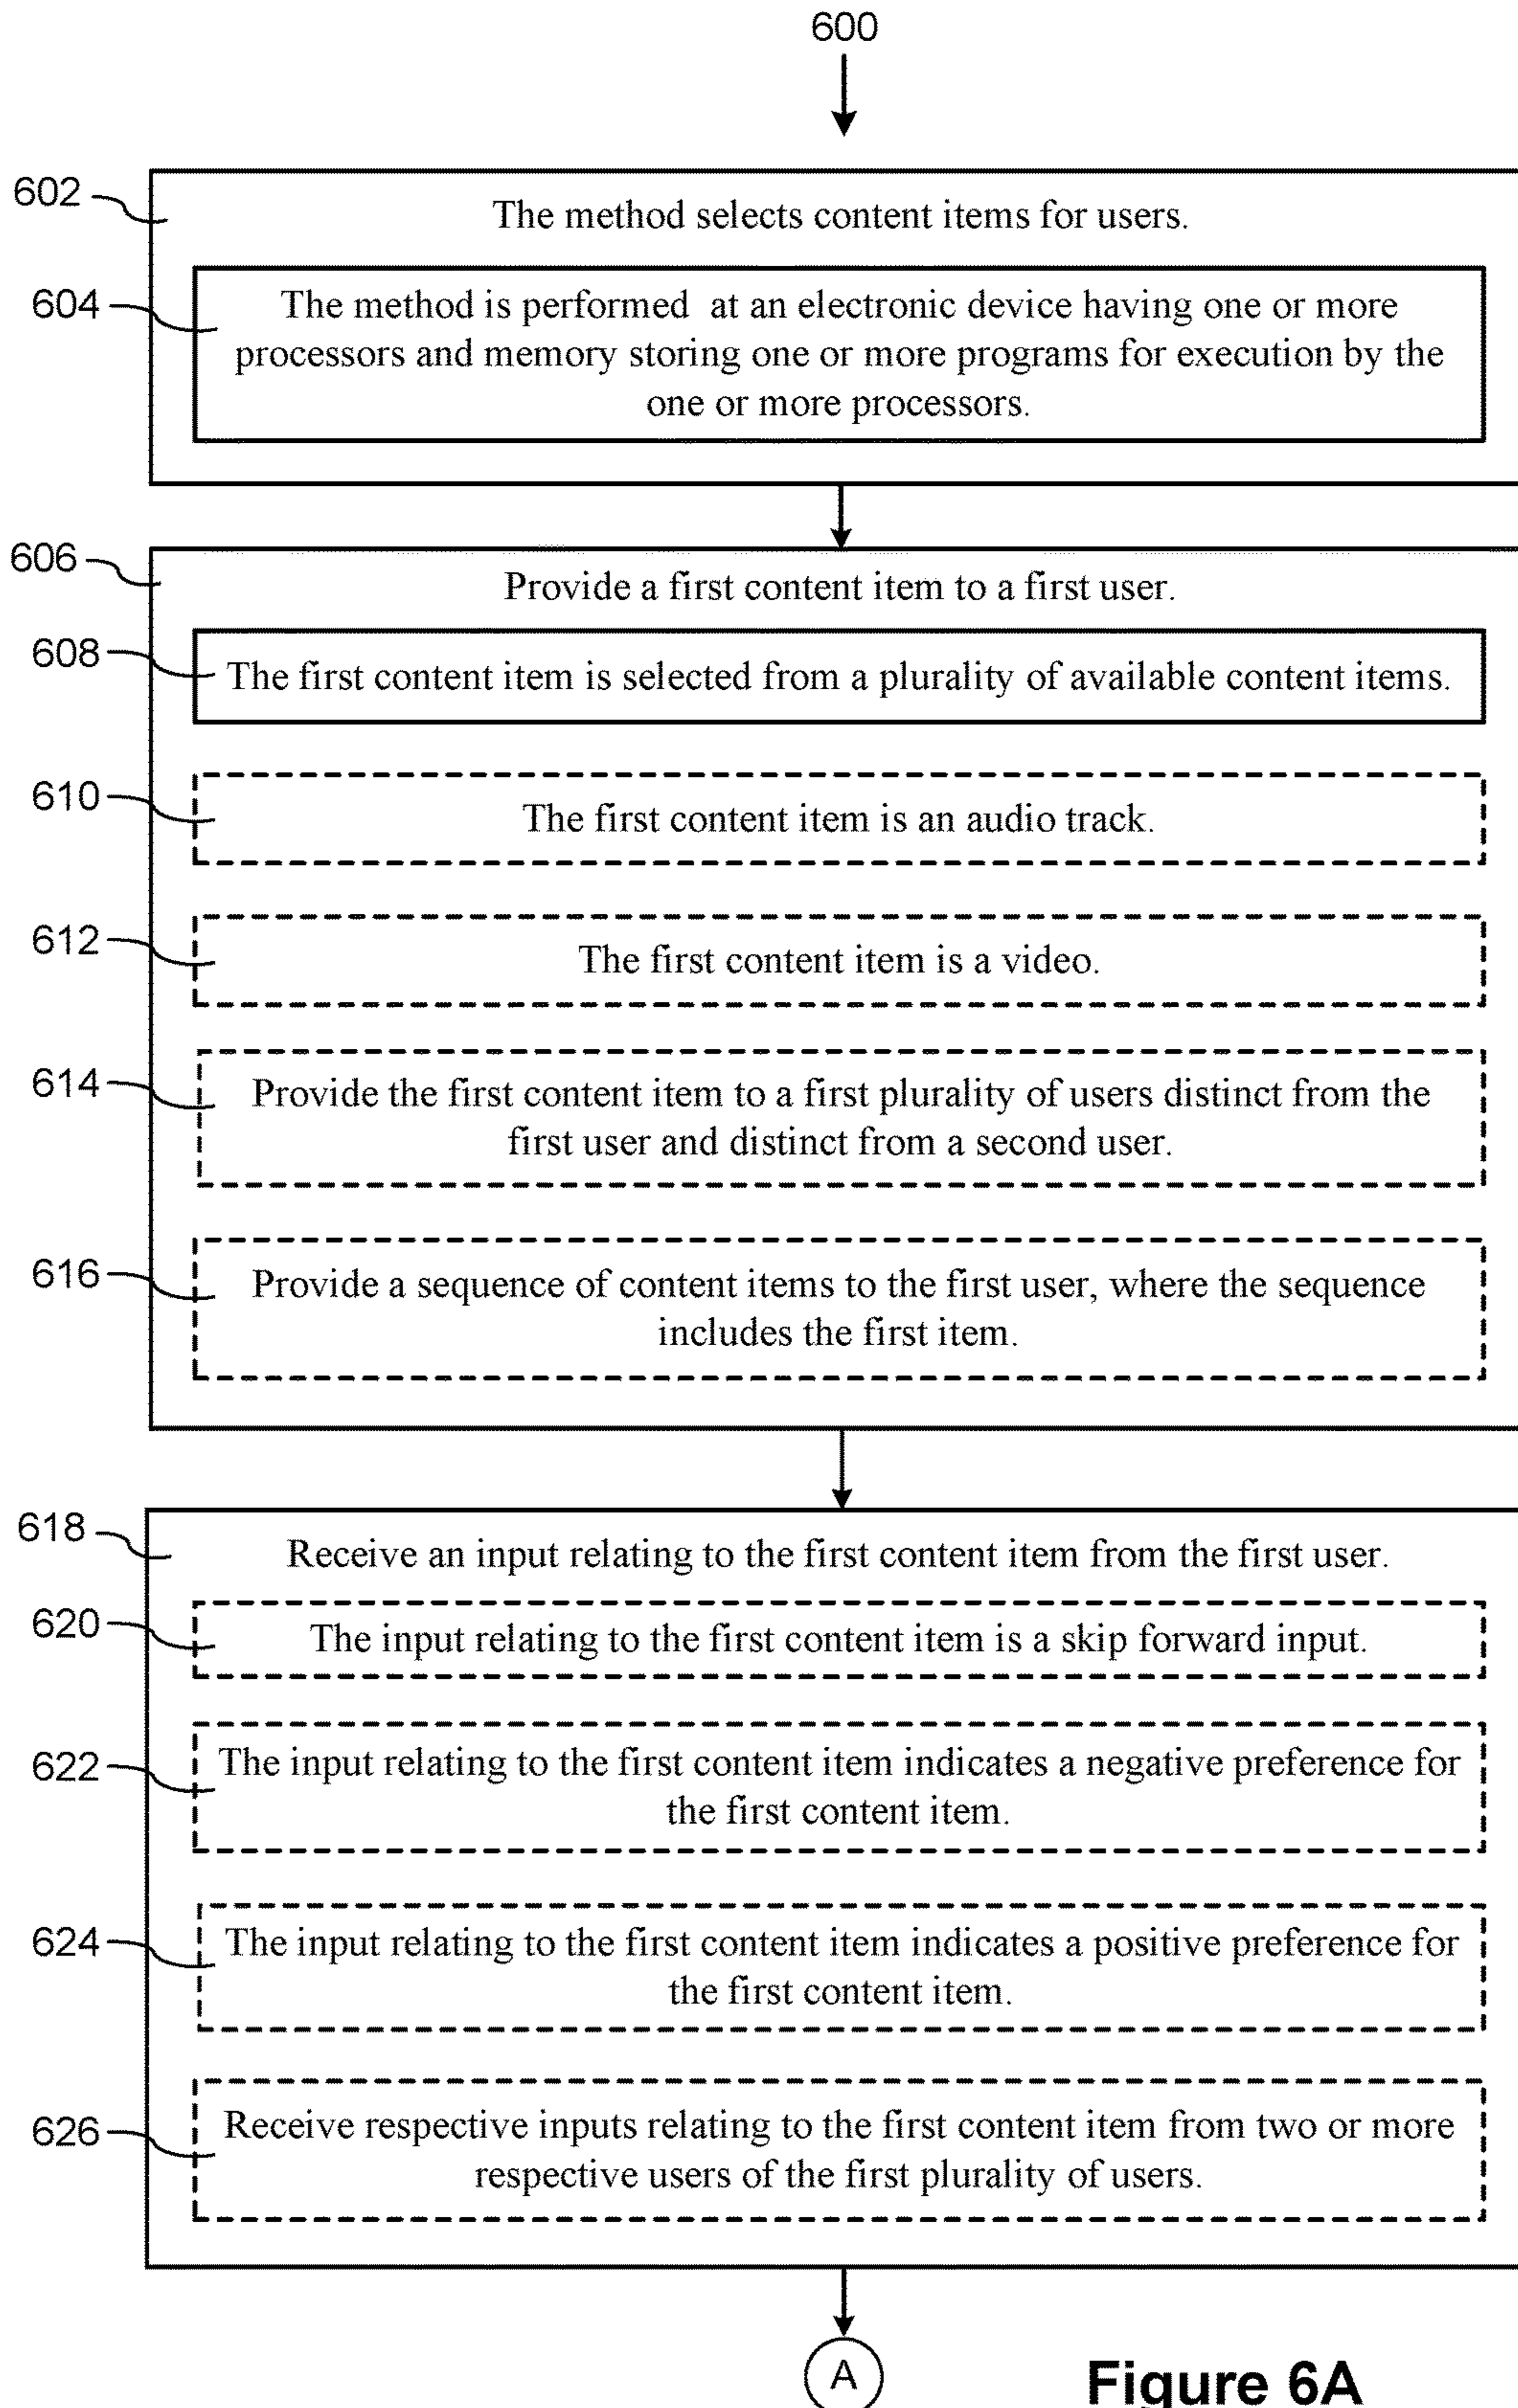 600
602
The method selects content items for users.
604
The method is performed at an electronic device having one or more
processors and memory storing one or more programs for execution by the
one or more processors.
606
Provide a first content item to a first user.
608
The first content item is selected from a plurality of available content items.
610
The first content item is an audio track.
612
The first content item is a video.
614
Provide the first content item to a first plurality of users distinct from the
first user and distinct from a second user.
616
Provide a sequence of content items to the first user, where the sequence
includes the first item.
618
Receive an input relating to the first content item from the first user.
620
The input relating to the first content item is a skip forward input.
622
The input relating to the first content item indicates a negative preference for
the first content item.
624
The input relating to the first content item indicates a positive preference for
the first content item.
626
Receive respective inputs relating to the first content item from two or more
respective users of the first plurality of users.
A
Figure 6A